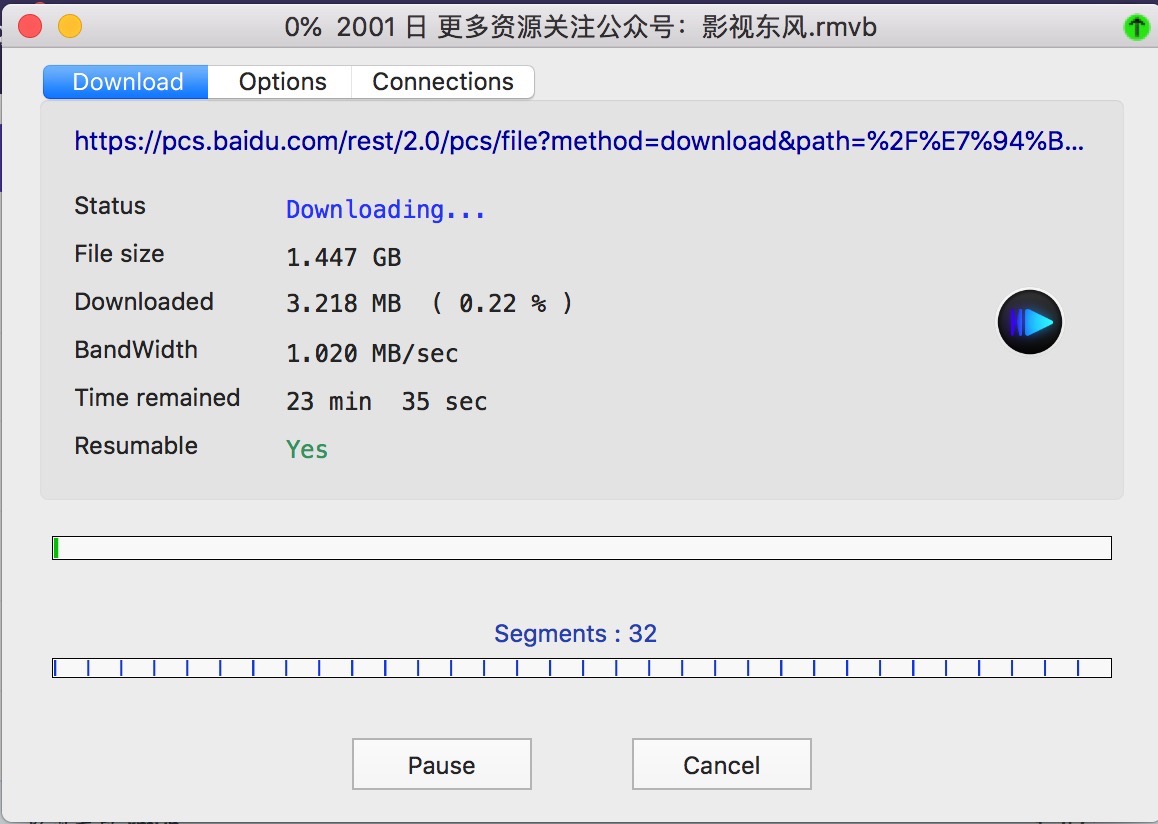 0% 2001 日 更多资源关注公众号：影视东风.rmvb
Download Options Connections
https://pcs.baidu.com/rest/2.0/pcs/file?method=download&path=%2F%E7%94%B...
Status Downloading...
File size 1.447 GB
Downloaded 3.218 MB ( 0.22 % )
BandWidth 1.020 MB/sec
Time remained 23 min 35 sec
Resumable Yes
Segments : 32
Pause Cancel